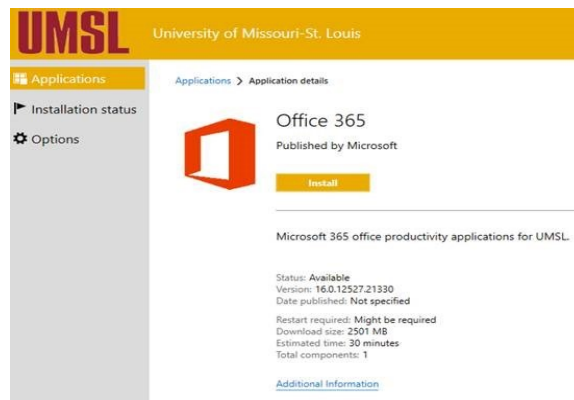 UMSL University of Missouri-St. Louis
Applications
Installation status
Options
Applications > Application details
Office 365
Published by Microsoft
Install
Microsoft 365 office productivity applications for UMSL.
Status: Available
Version: 16.0.12527.21330
Date published: Not specified
Restart required: Might be required
Download size: 2501 MB
Estimated time: 30 minutes
Total components: 1
Additional Information